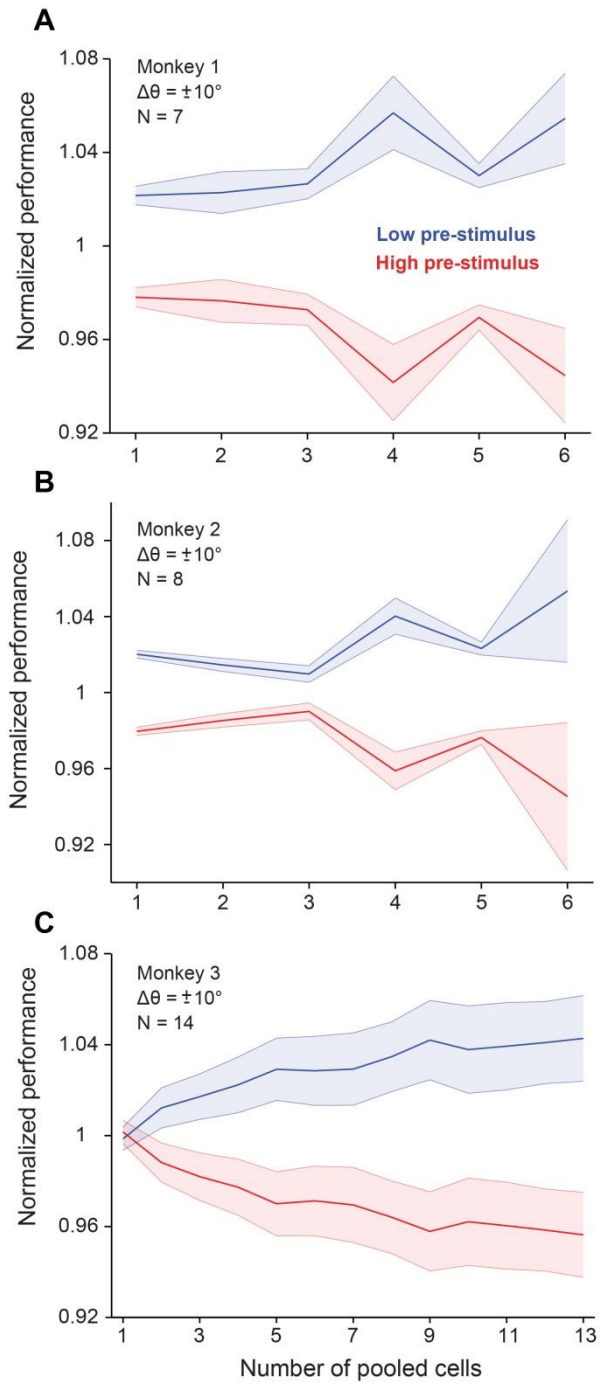 A
Monkey 1
Δθ = ±10°
N = 7
Low pre-stimulus
High pre-stimulus
Normalized performance
1.08
1.04
1
0.96
0.92
1 2 3 4 5 6
B
Monkey 2
Δθ = ±10°
N = 8
Normalized performance
1.08
1.04
1
0.96
0.92
1 2 3 4 5 6
C
Monkey 3
Δθ = ±10°
N = 14
Normalized performance
1.08
1.04
1
0.96
0.92
1 3 5 7 9 11 13
Number of pooled cells